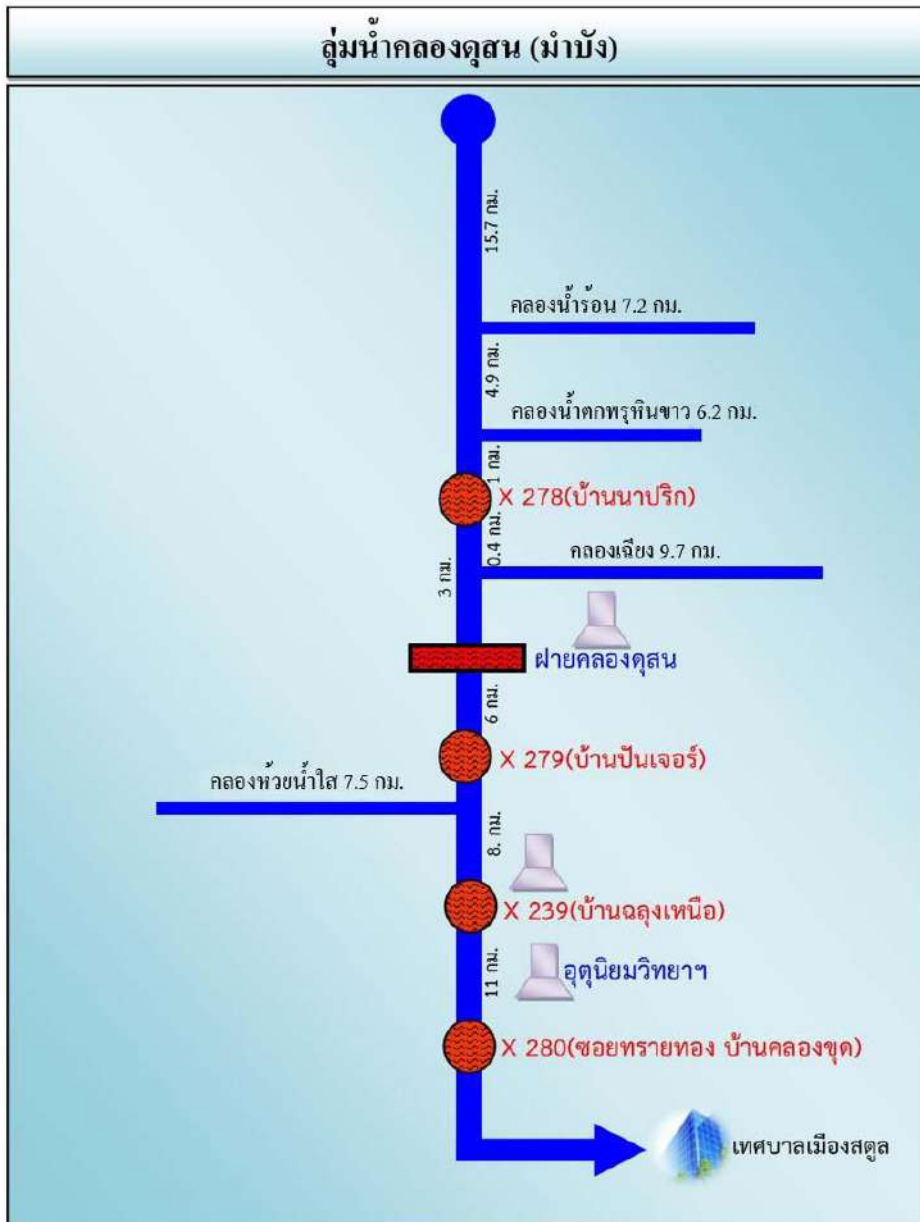 ลุ่มน้ำคลองดุสน (มำบัง)
15.7 กม.
คลองน้ำร้อน 7.2 กม.
4.9 กม.
คลองน้ำตกพรุหินขาว 6.2 กม.
1 กม.
X 278(บ้านนาปริก)
0.4 กม.
คลองเฉียง 9.7 กม.
3 กม.
ฝายคลองดุสน
6 กม.
X 279(บ้านปันเจอร์)
คลองห้วยน้ำใส 7.5 กม.
8. กม.
X 239(บ้านฉลุงเหนือ)
อุตุนิยมวิทยาฯ
11 กม.
X 280(ซอยทรายทอง บ้านคลองขุด)
เทศบาลเมืองสตูล